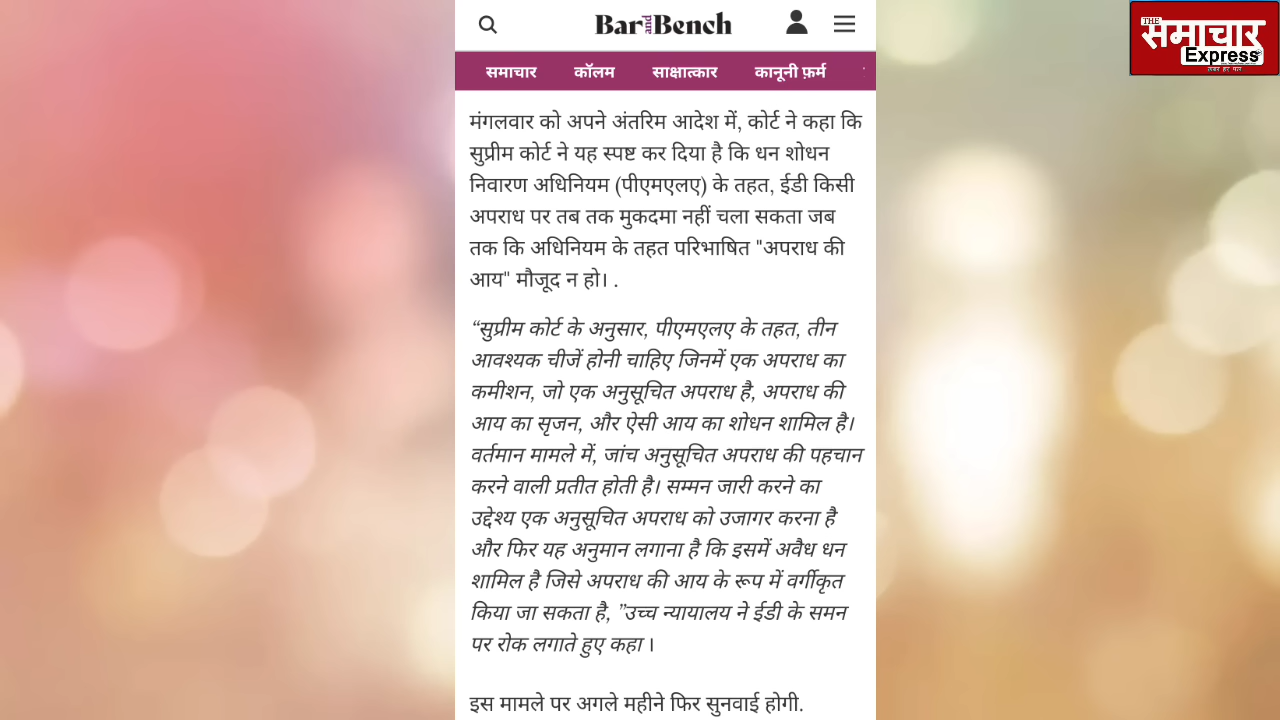 Bar and Bench
THE
समाचार
Express
समाचार कॉलम साक्षात्कार कानूनी फ़र्म
मंगलवार को अपने अंतरिम आदेश में, कोर्ट ने कहा कि
सुप्रीम कोर्ट ने यह स्पष्ट कर दिया है कि धन शोधन
निवारण अधिनियम (पीएमएलए) के तहत, ईडी किसी
अपराध पर तब तक मुकदमा नहीं चला सकता जब
तक कि अधिनियम के तहत परिभाषित "अपराध की
आय" मौजूद न हो। .
“सुप्रीम कोर्ट के अनुसार, पीएमएलए के तहत, तीन
आवश्यक चीजें होनी चाहिए जिनमें एक अपराध का
कमीशन, जो एक अनुसूचित अपराध है, अपराध की
आय का सृजन, और ऐसी आय का शोधन शामिल है।
वर्तमान मामले में, जांच अनुसूचित अपराध की पहचान
करने वाली प्रतीत होती है। सम्मन जारी करने का
उद्देश्य एक अनुसूचित अपराध को उजागर करना है
और फिर यह अनुमान लगाना है कि इसमें अवैध धन
शामिल है जिसे अपराध की आय के रूप में वर्गीकृत
किया जा सकता है, ”उच्च न्यायालय ने ईडी के समन
पर रोक लगाते हुए कहा ।
इस मामले पर अगले महीने फिर सुनवाई होगी.